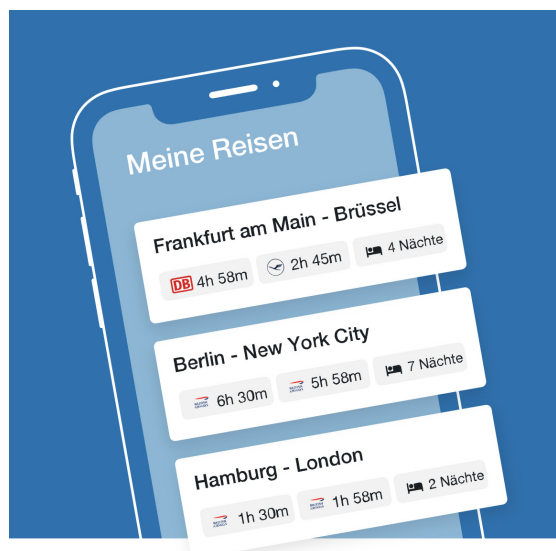 Meine Reisen
Frankfurt am Main - Brüssel
DB 4h 58m 2h 45m 4 Nächte
Berlin - New York City
6h 30m 5h 58m 7 Nächte
Hamburg - London
1h 30m 1h 58m 2 Nächte